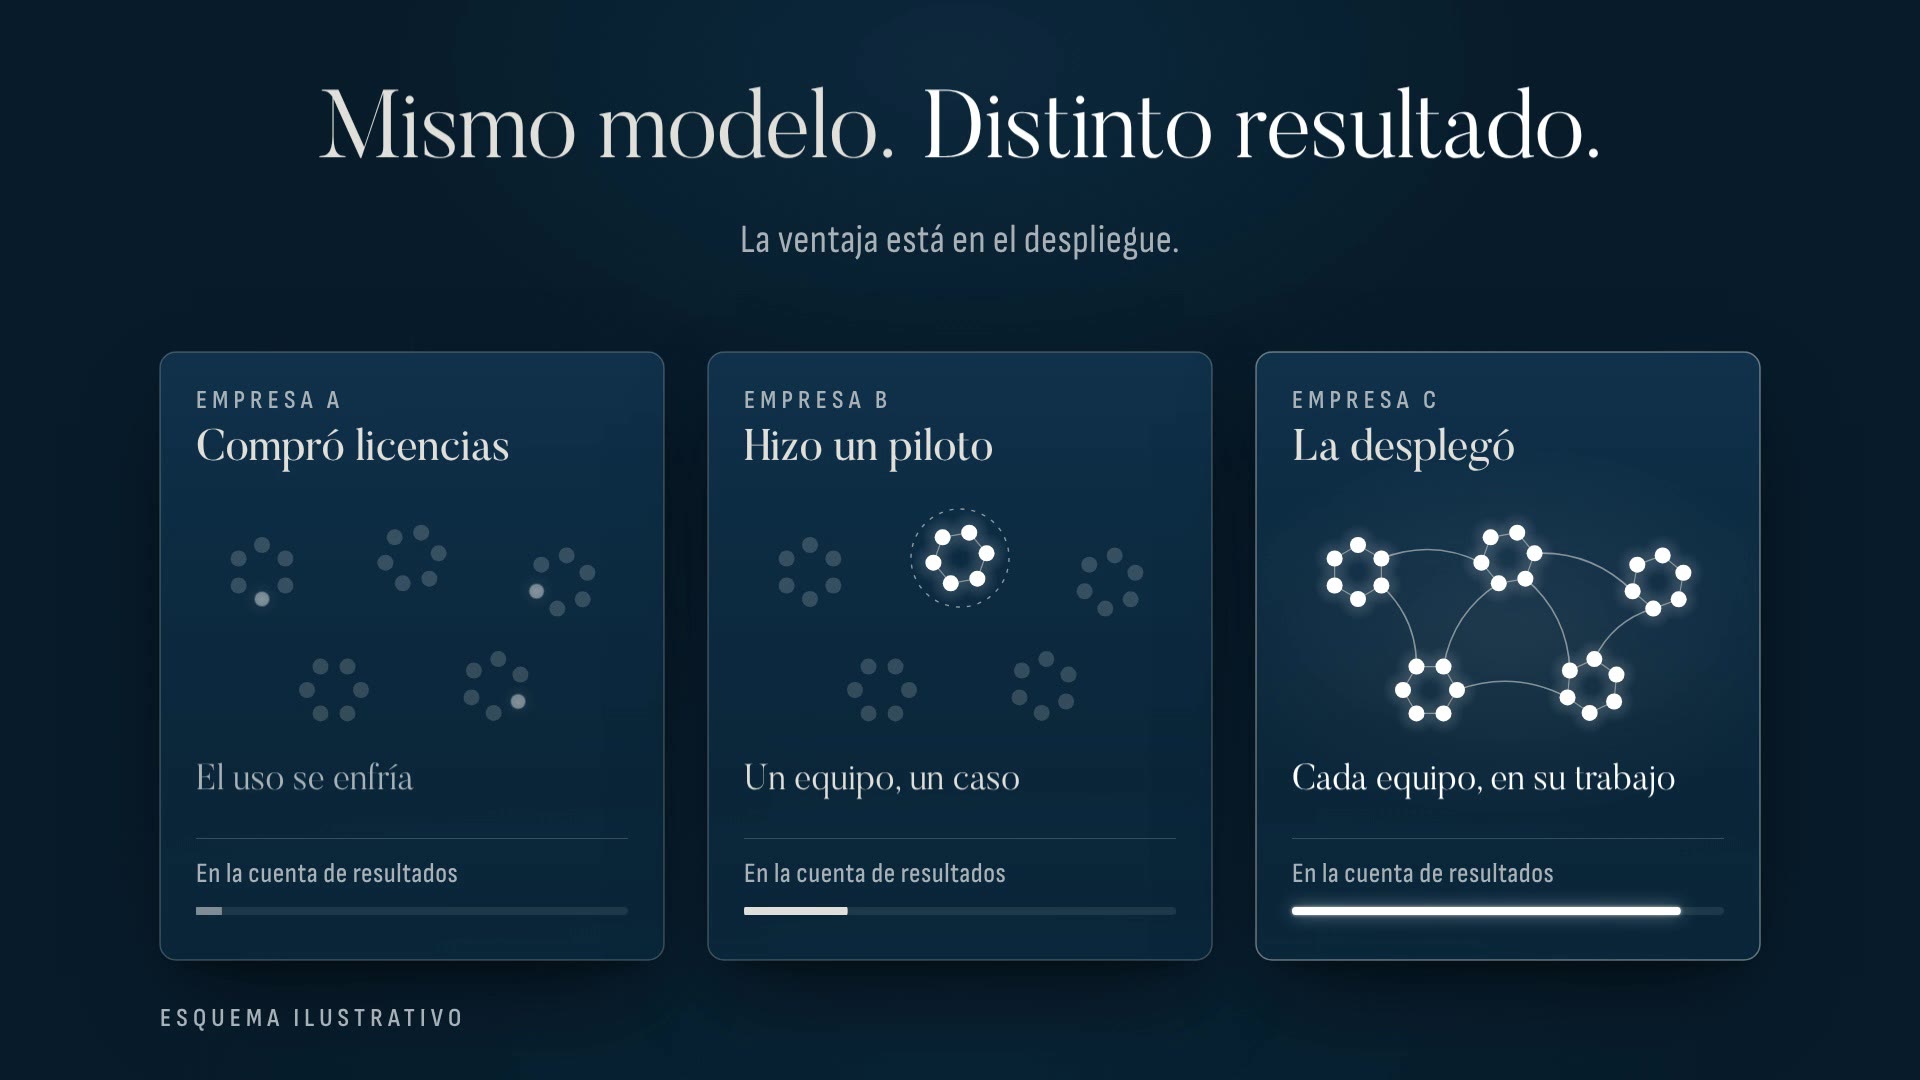 Mismo modelo. Distinto resultado.
La ventaja está en el despliegue.
EMPRESA A
Compró licencias
El uso se enfría
En la cuenta de resultados
EMPRESA B
Hizo un piloto
Un equipo, un caso
En la cuenta de resultados
EMPRESA C
La desplegó
Cada equipo, en su trabajo
En la cuenta de resultados
ESQUEMA ILUSTRATIVO